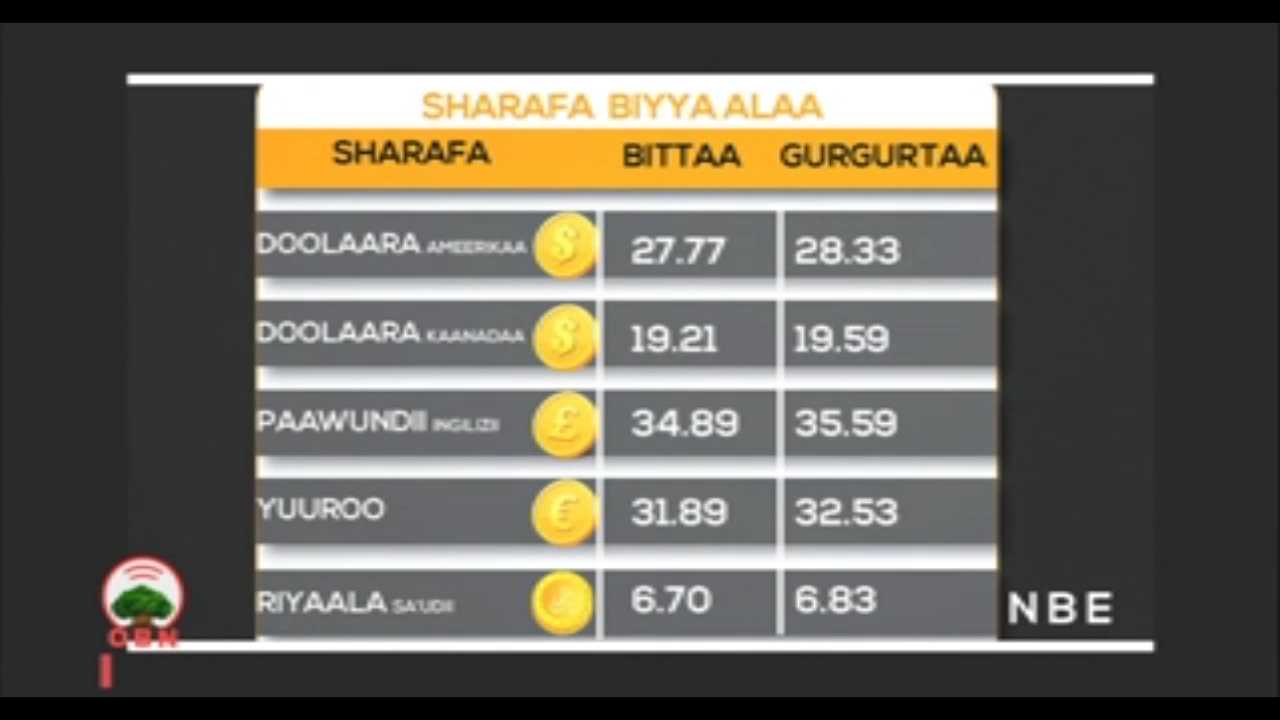 SHARAFA BIYYA ALAA
SHARAFA BITTAA GURGURTAA
DOOLAARA AMEERIKAA $ 27.77 28.33
DOOLAARA KAANADAA $ 19.21 19.59
PAAWUNDII INGILIZII £ 34.89 35.59
YUUROO € 31.89 32.53
RIYAALA SA'UDII 6.70 6.83
NBE
OBN